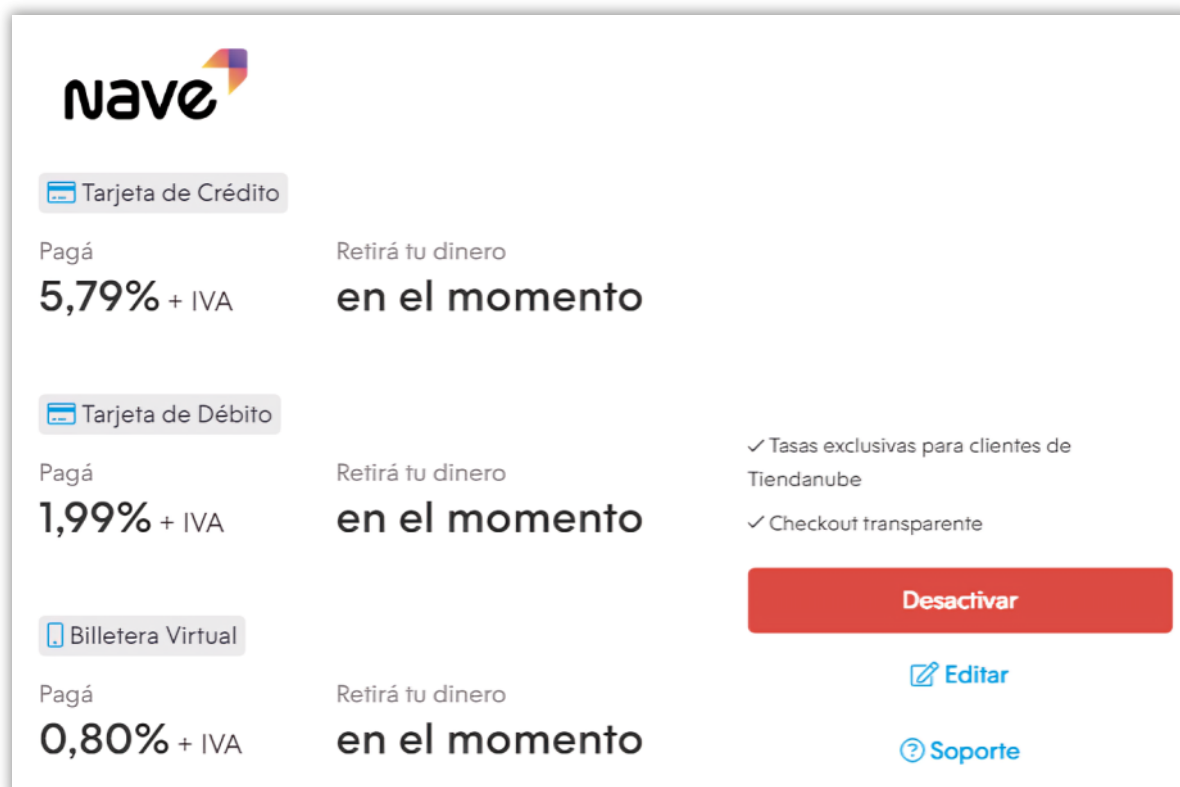 nave
Tarjeta de Crédito
Pagá
5,79% + IVA
Retirá tu dinero
en el momento
Tarjeta de Débito
Pagá
1,99% + IVA
Retirá tu dinero
en el momento
Billetera Virtual
Pagá
0,80% + IVA
Retirá tu dinero
en el momento
✓ Tasas exclusivas para clientes de
Tiendanube
✓ Checkout transparente
Desactivar
Editar
Soporte